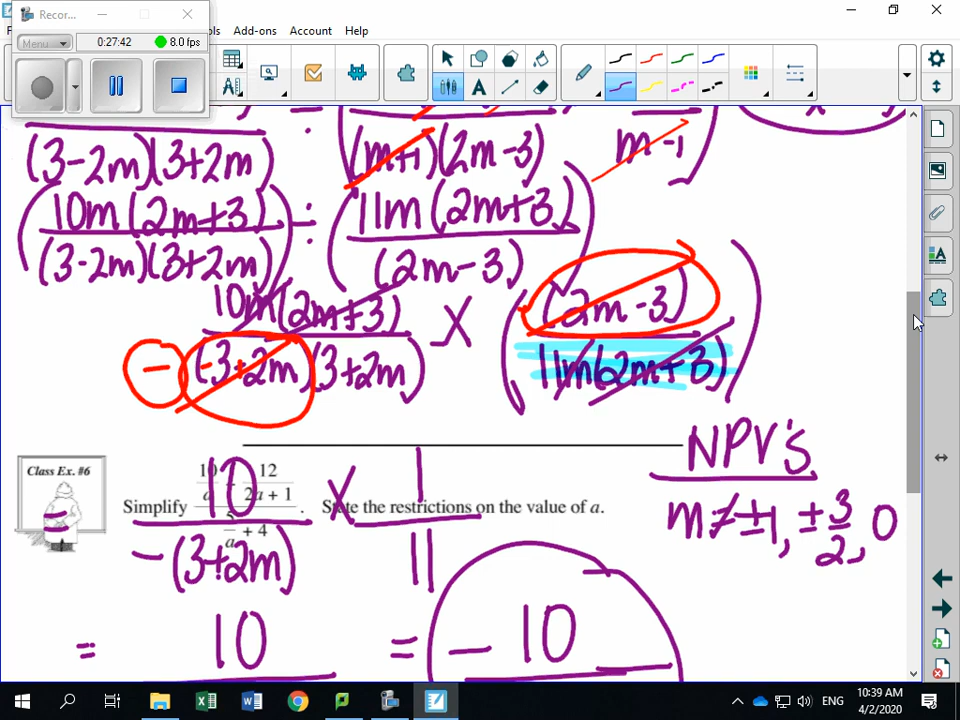 Recor...
Menu
0:27:42
8.0 fps
ols Add-ons Account Help
(3-2m)(3+2m) ÷ (m+1)(2m-3) m-1
(10m(2m+3) ÷ (11m(2m+3)
(3-2m)(3+2m)) (2m-3)
10m(2m+3) X ((2m-3)
- (-3+2m)(3+2m) 11m(2m+3))
NPV's
m≠±1, ±3/2, 0
Class Ex. #6
10 12
a - 2a + 1
Simplify . State the restrictions on the value of a.
5
a + 4
= 10 X 1
-(3+2m) 11
= 10 = -10
ENG
10:39 AM
4/2/2020